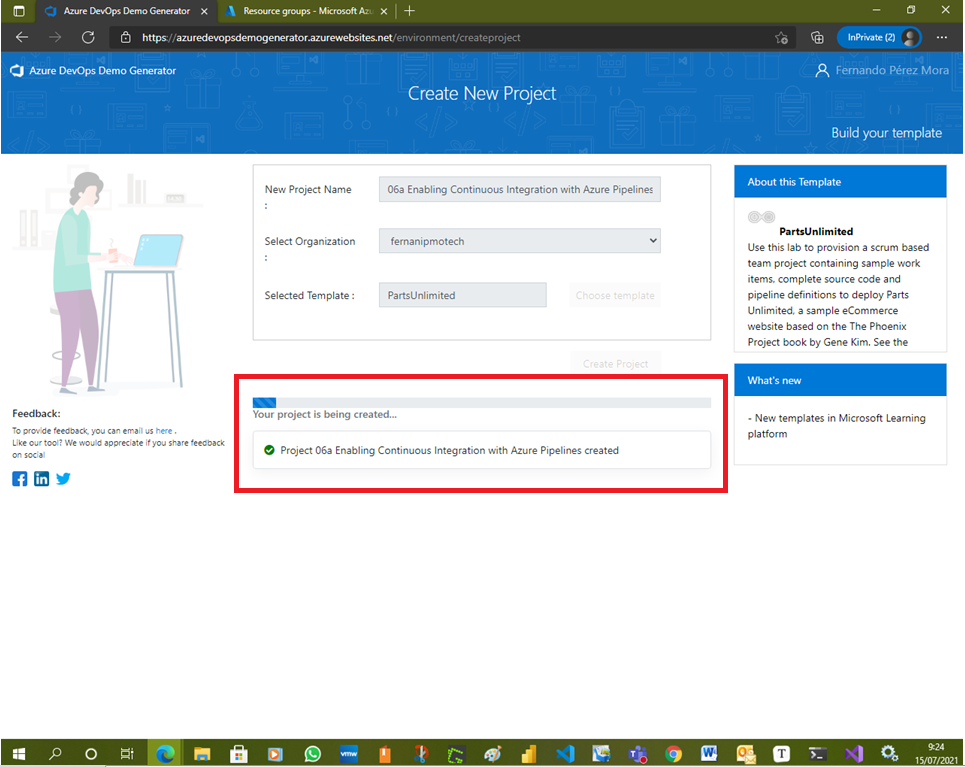 Azure DevOps Demo Generator
Resource groups - Microsoft Azu
https://azuredevopsdemogenerator.azurewebsites.net/environment/createproject
InPrivate (2)
Azure DevOps Demo Generator
Fernando Pérez Mora
Create New Project
Build your template
New Project Name
:
06a Enabling Continuous Integration with Azure Pipelines
Select Organization
:
fernanipmotech
Selected Template :
PartsUnlimited
Choose template
Create Project
Your project is being created...
Project 06a Enabling Continuous Integration with Azure Pipelines created
About this Template
PartsUnlimited
Use this lab to provision a scrum based
team project containing sample work
items, complete source code and
pipeline definitions to deploy Parts
Unlimited, a sample eCommerce
website based on the The Phoenix
Project book by Gene Kim. See the
What's new
- New templates in Microsoft Learning
platform
Feedback:
To provide feedback, you can email us here .
Like our tool? We would appreciate if you share feedback
on social
vmw
9:24
15/07/2021